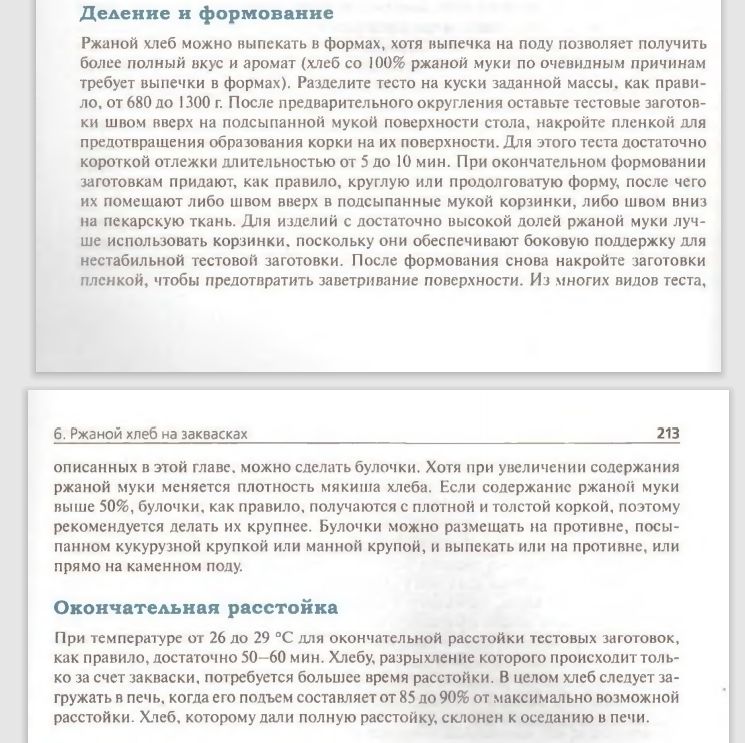 Деление и формование
Ржаной хлеб можно выпекать в формах, хотя выпечка на поду позволяет получить
более полный вкус и аромат (хлеб со 100% ржаной муки по очевидным причинам
требует выпечки в формах). Разделите тесто на куски заданной массы, как прави-
ло, от 680 до 1300 г. После предварительного округления оставьте тестовые заготов-
ки швом вверх на подсыпанной мукой поверхности стола, накройте пленкой для
предотвращения образования корки на их поверхности. Для этого теста достаточно
короткой отлежки длительностью от 5 до 10 мин. При окончательном формовании
заготовкам придают, как правило, круглую или продолговатую форму, после чего
их помещают либо швом вверх в подсыпанные мукой корзинки, либо швом вниз
на пекарскую ткань. Для изделий с достаточно высокой долей ржаной муки луч-
ше использовать корзинки, поскольку они обеспечивают боковую поддержку для
нестабильной тестовой заготовки. После формования снова накройте заготовки
пленкой, чтобы предотвратить заветривание поверхности. Из многих видов теста,
6. Ржаной хлеб на заквасках 213
описанных в этой главе, можно сделать булочки. Хотя при увеличении содержания
ржаной муки меняется плотность мякиша хлеба. Если содержание ржаной муки
выше 50%, булочки, как правило, получаются с плотной и толстой коркой, поэтому
рекомендуется делать их крупнее. Булочки можно размещать на противне, посы-
панном кукурузной крупкой или манной крупой, и выпекать или на противне, или
прямо на каменном поду.
Окончательная расстойка
При температуре от 26 до 29 °С для окончательной расстойки тестовых заготовок,
как правило, достаточно 50—60 мин. Хлебу, разрыхление которого происходит толь-
ко за счет закваски, потребуется большее время расстойки. В целом хлеб следует за-
гружать в печь, когда его подъем составляет от 85 до 90% от максимально возможной
расстойки. Хлеб, которому дали полную расстойку, склонен к оседанию в печи.